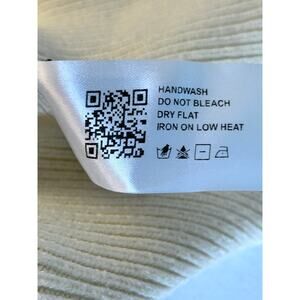 HANDWASH
DO NOT BLEACH
DRY FLAT
IRON ON LOW HEAT